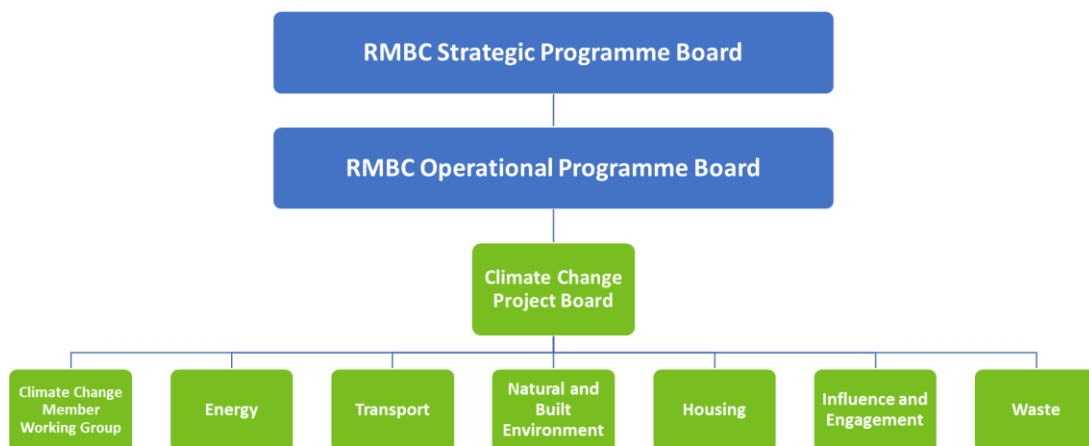 RMBC Strategic Programme Board
RMBC Operational Programme Board
Climate Change
Project Board
Climate Change
Member
Working Group
Energy
Transport
Natural and
Built
Environment
Housing
Influence and
Engagement
Waste